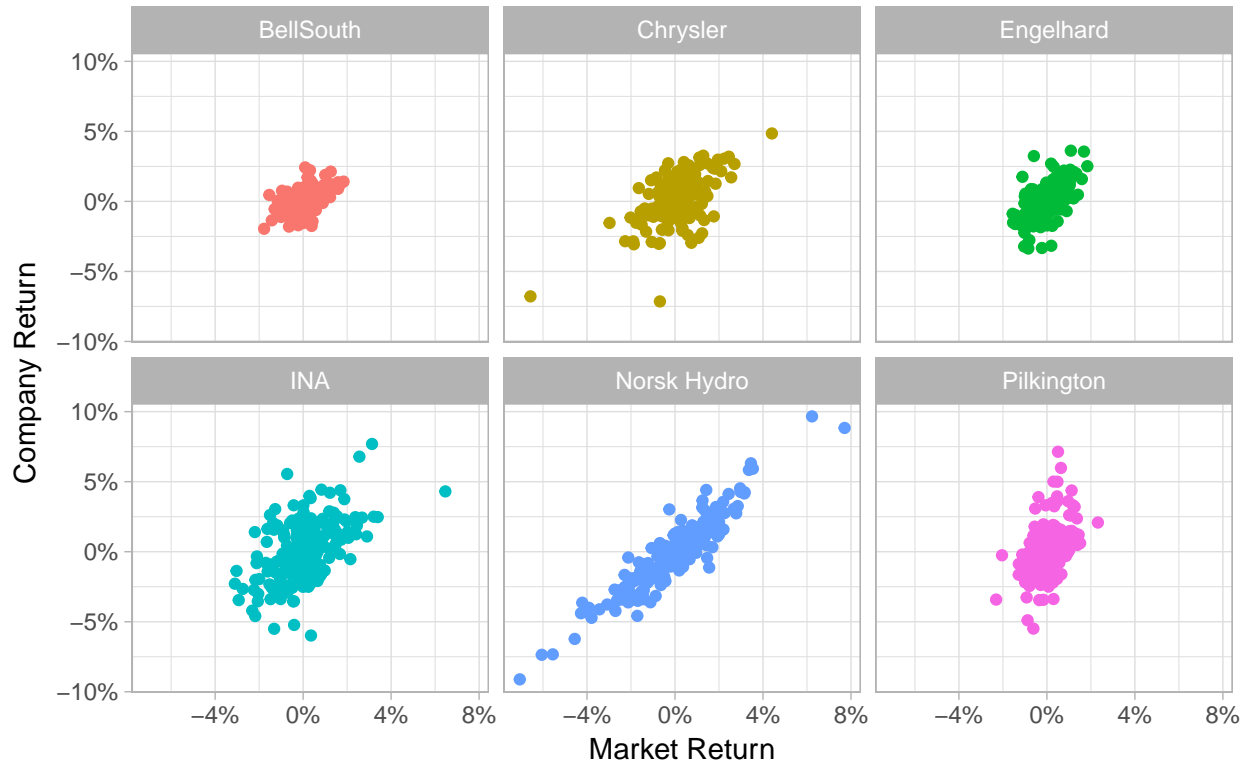 BellSouth
Chrysler
Engelhard
10%
5%
0%
−5%
−10%
INA
Norsk Hydro
Pilkington
10%
5%
0%
−5%
−10%
−4% 0% 4% 8%
−4% 0% 4% 8%
−4% 0% 4% 8%
Market Return
Company Return